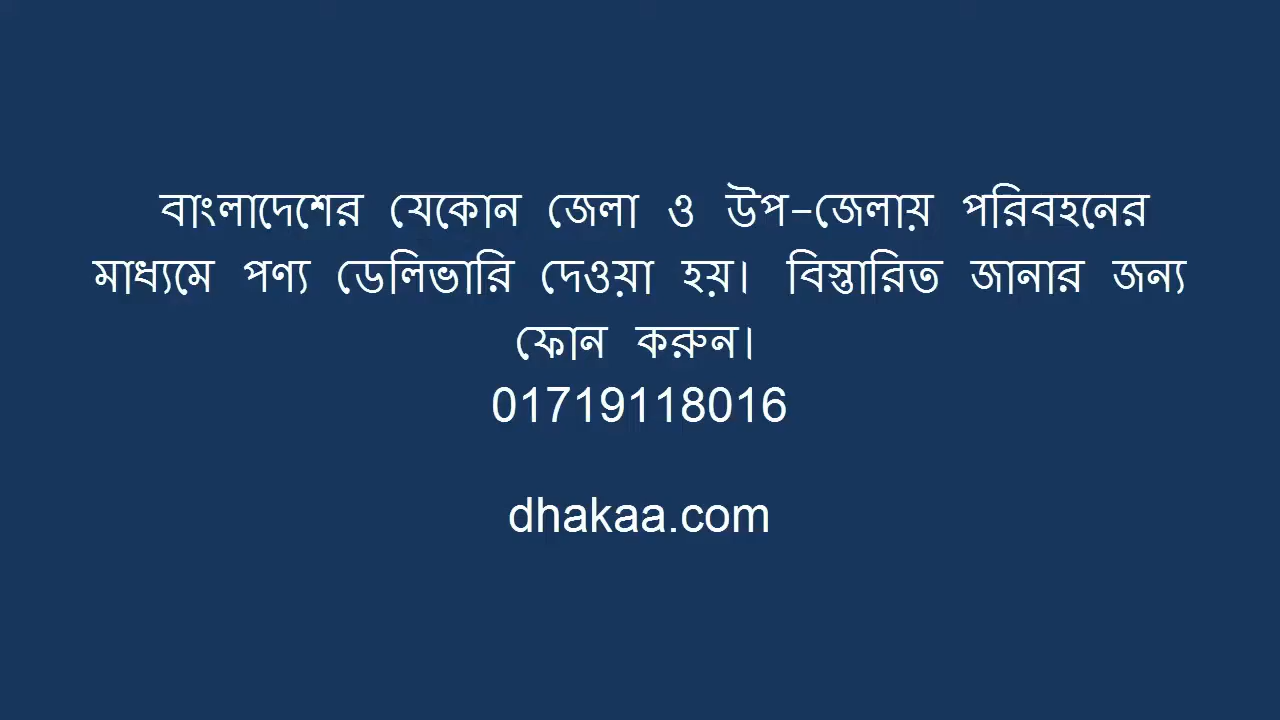 বাংলাদেশের যেকোন জেলা ও উপ-জেলায় পরিবহনের
মাধ্যমে পণ্য ডেলিভারি দেওয়া হয়। বিস্তারিত জানার জন্য
ফোন করুন।
01719118016
dhakaa.com